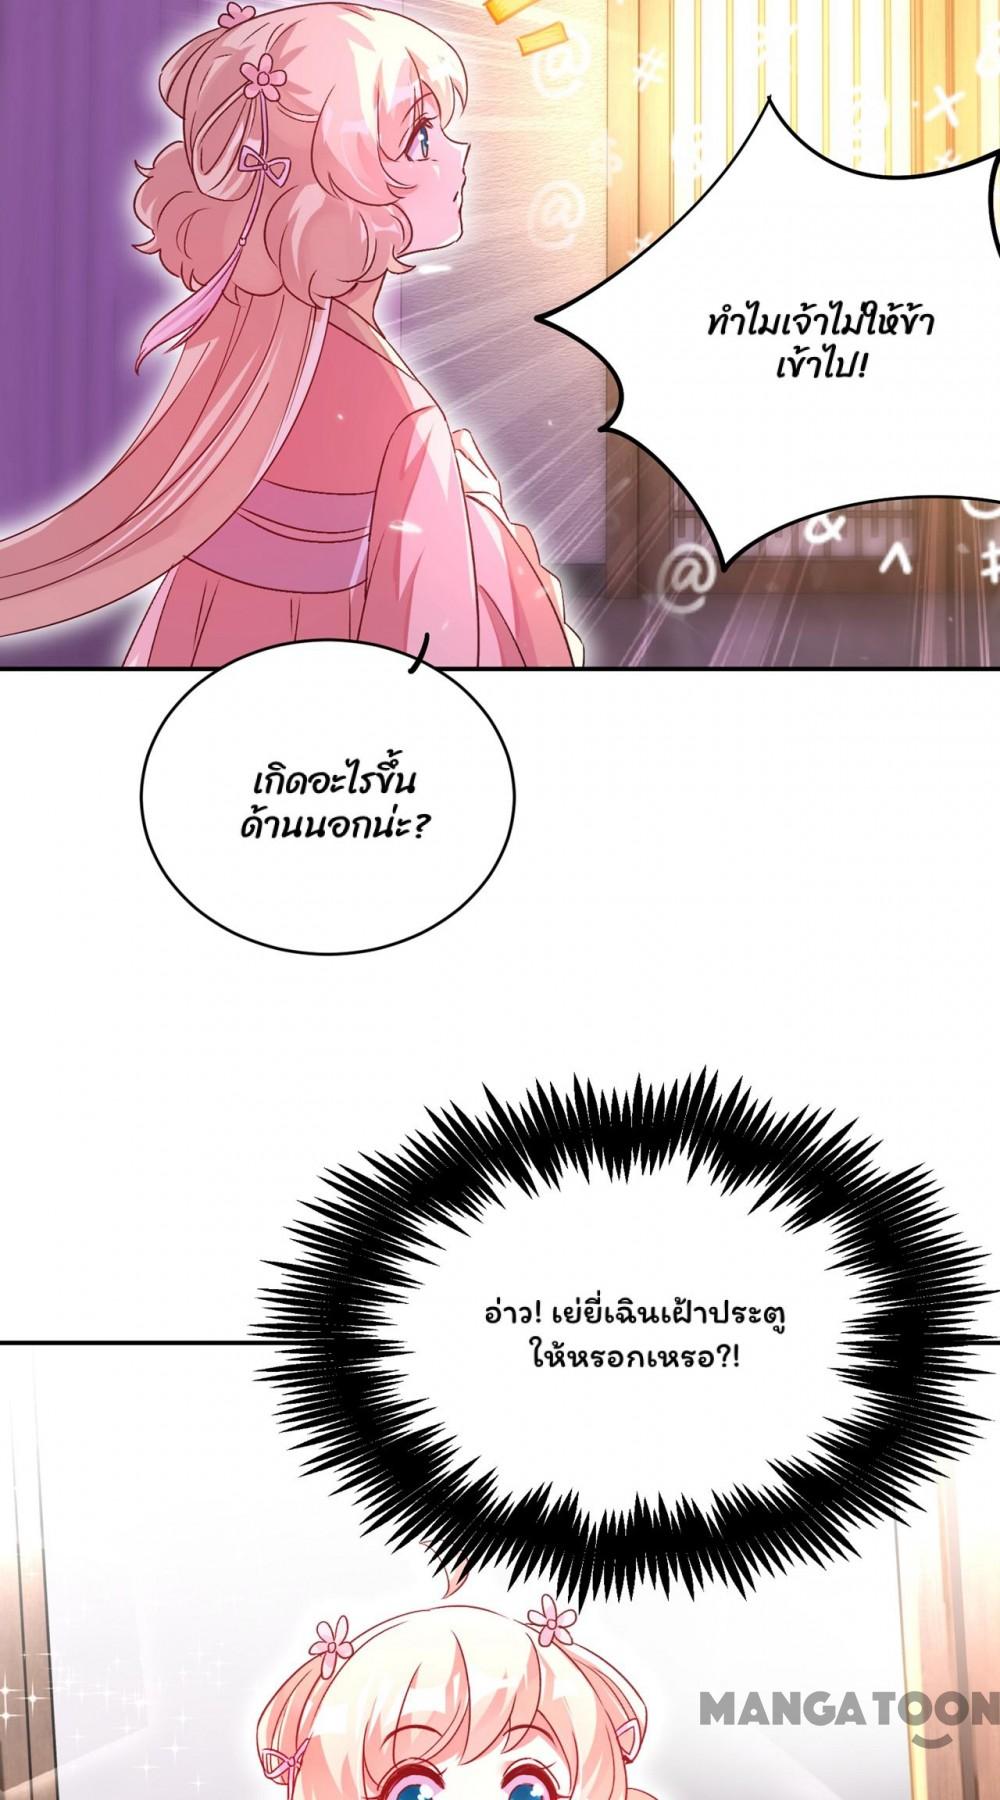 ทำไมเจ้าไม่ให้ข้า
เข้าไป!
เกิดอะไรขึ้น
ด้านนอกน่ะ?
อ่าว! เย่ยี่เฉินเฝ้าประตู
ให้หรอกเหรอ?!
MANGATOON